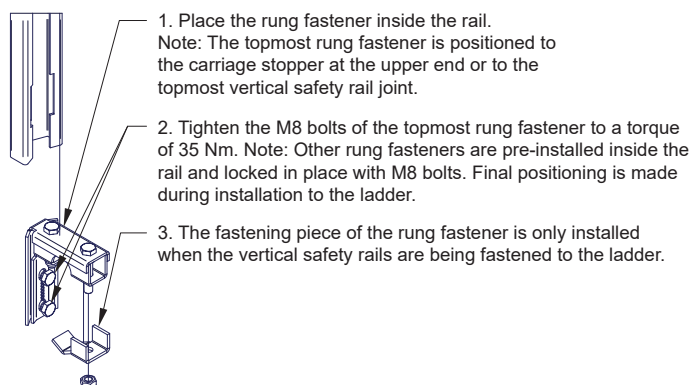 1. Place the rung fastener inside the rail.
Note: The topmost rung fastener is positioned to
the carriage stopper at the upper end or to the
topmost vertical safety rail joint.
2. Tighten the M8 bolts of the topmost rung fastener to a torque
of 35 Nm. Note: Other rung fasteners are pre-installed inside the
rail and locked in place with M8 bolts. Final positioning is made
during installation to the ladder.
3. The fastening piece of the rung fastener is only installed
when the vertical safety rails are being fastened to the ladder.